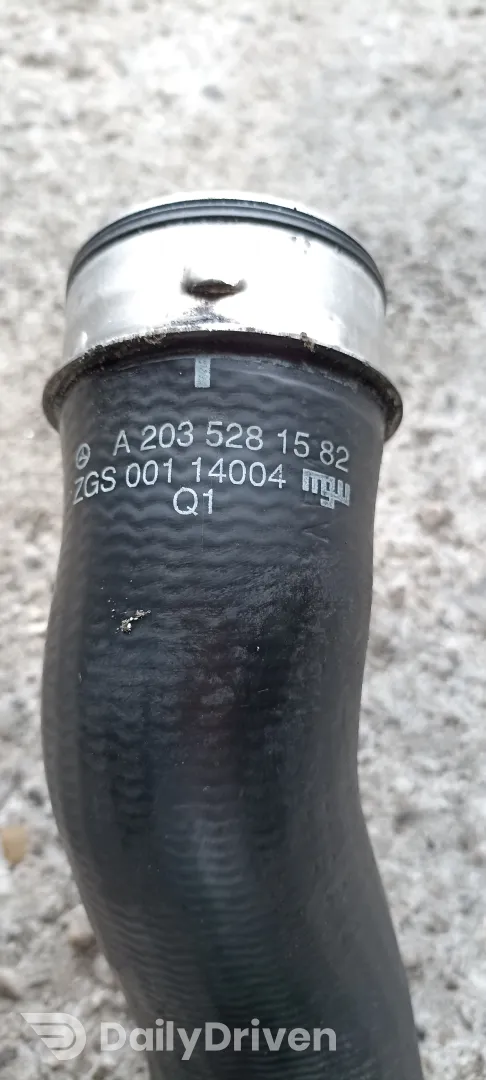 A 203 528 15 82
ZGS 001 14004 mgw
Q1
DailyDriven